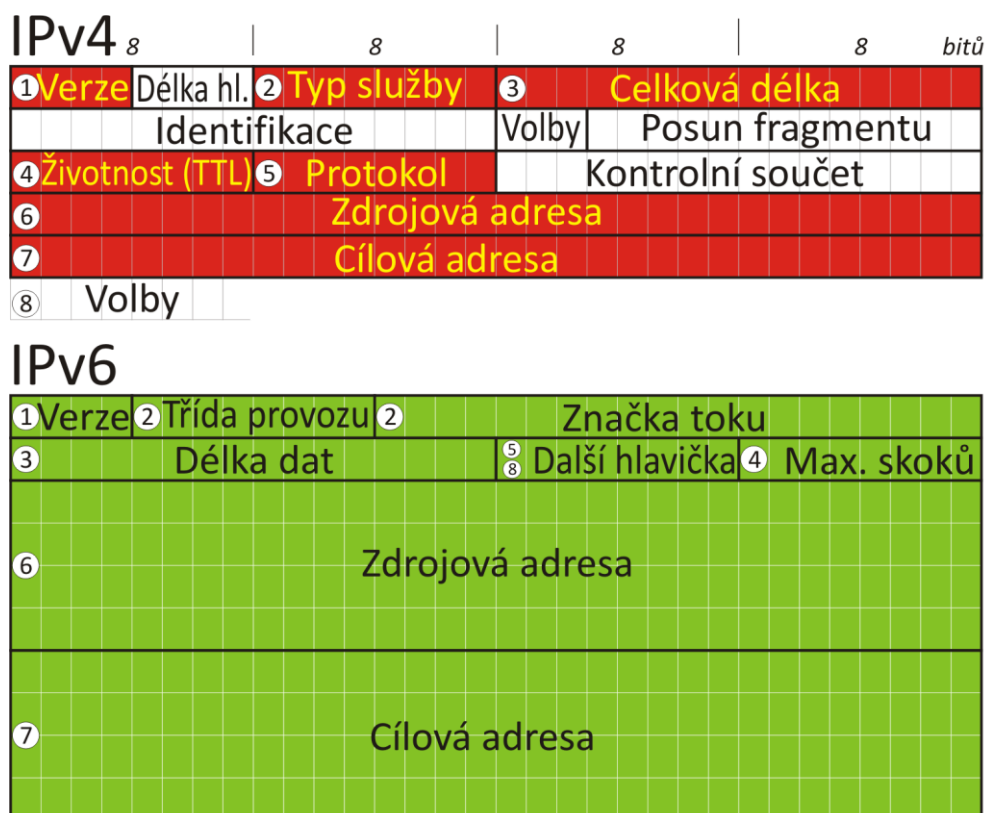 IPv4 8 8 8 8 bitů
1 Verze Délka hl. 2 Typ služby 3 Celková délka
Identifikace Volby Posun fragmentu
4 Životnost (TTL) 5 Protokol Kontrolní součet
6 Zdrojová adresa
7 Cílová adresa
8 Volby
IPv6
1 Verze 2 Třída provozu 2 Značka toku
3 Délka dat 5 8 Další hlavička 4 Max. skoků
6 Zdrojová adresa
7 Cílová adresa